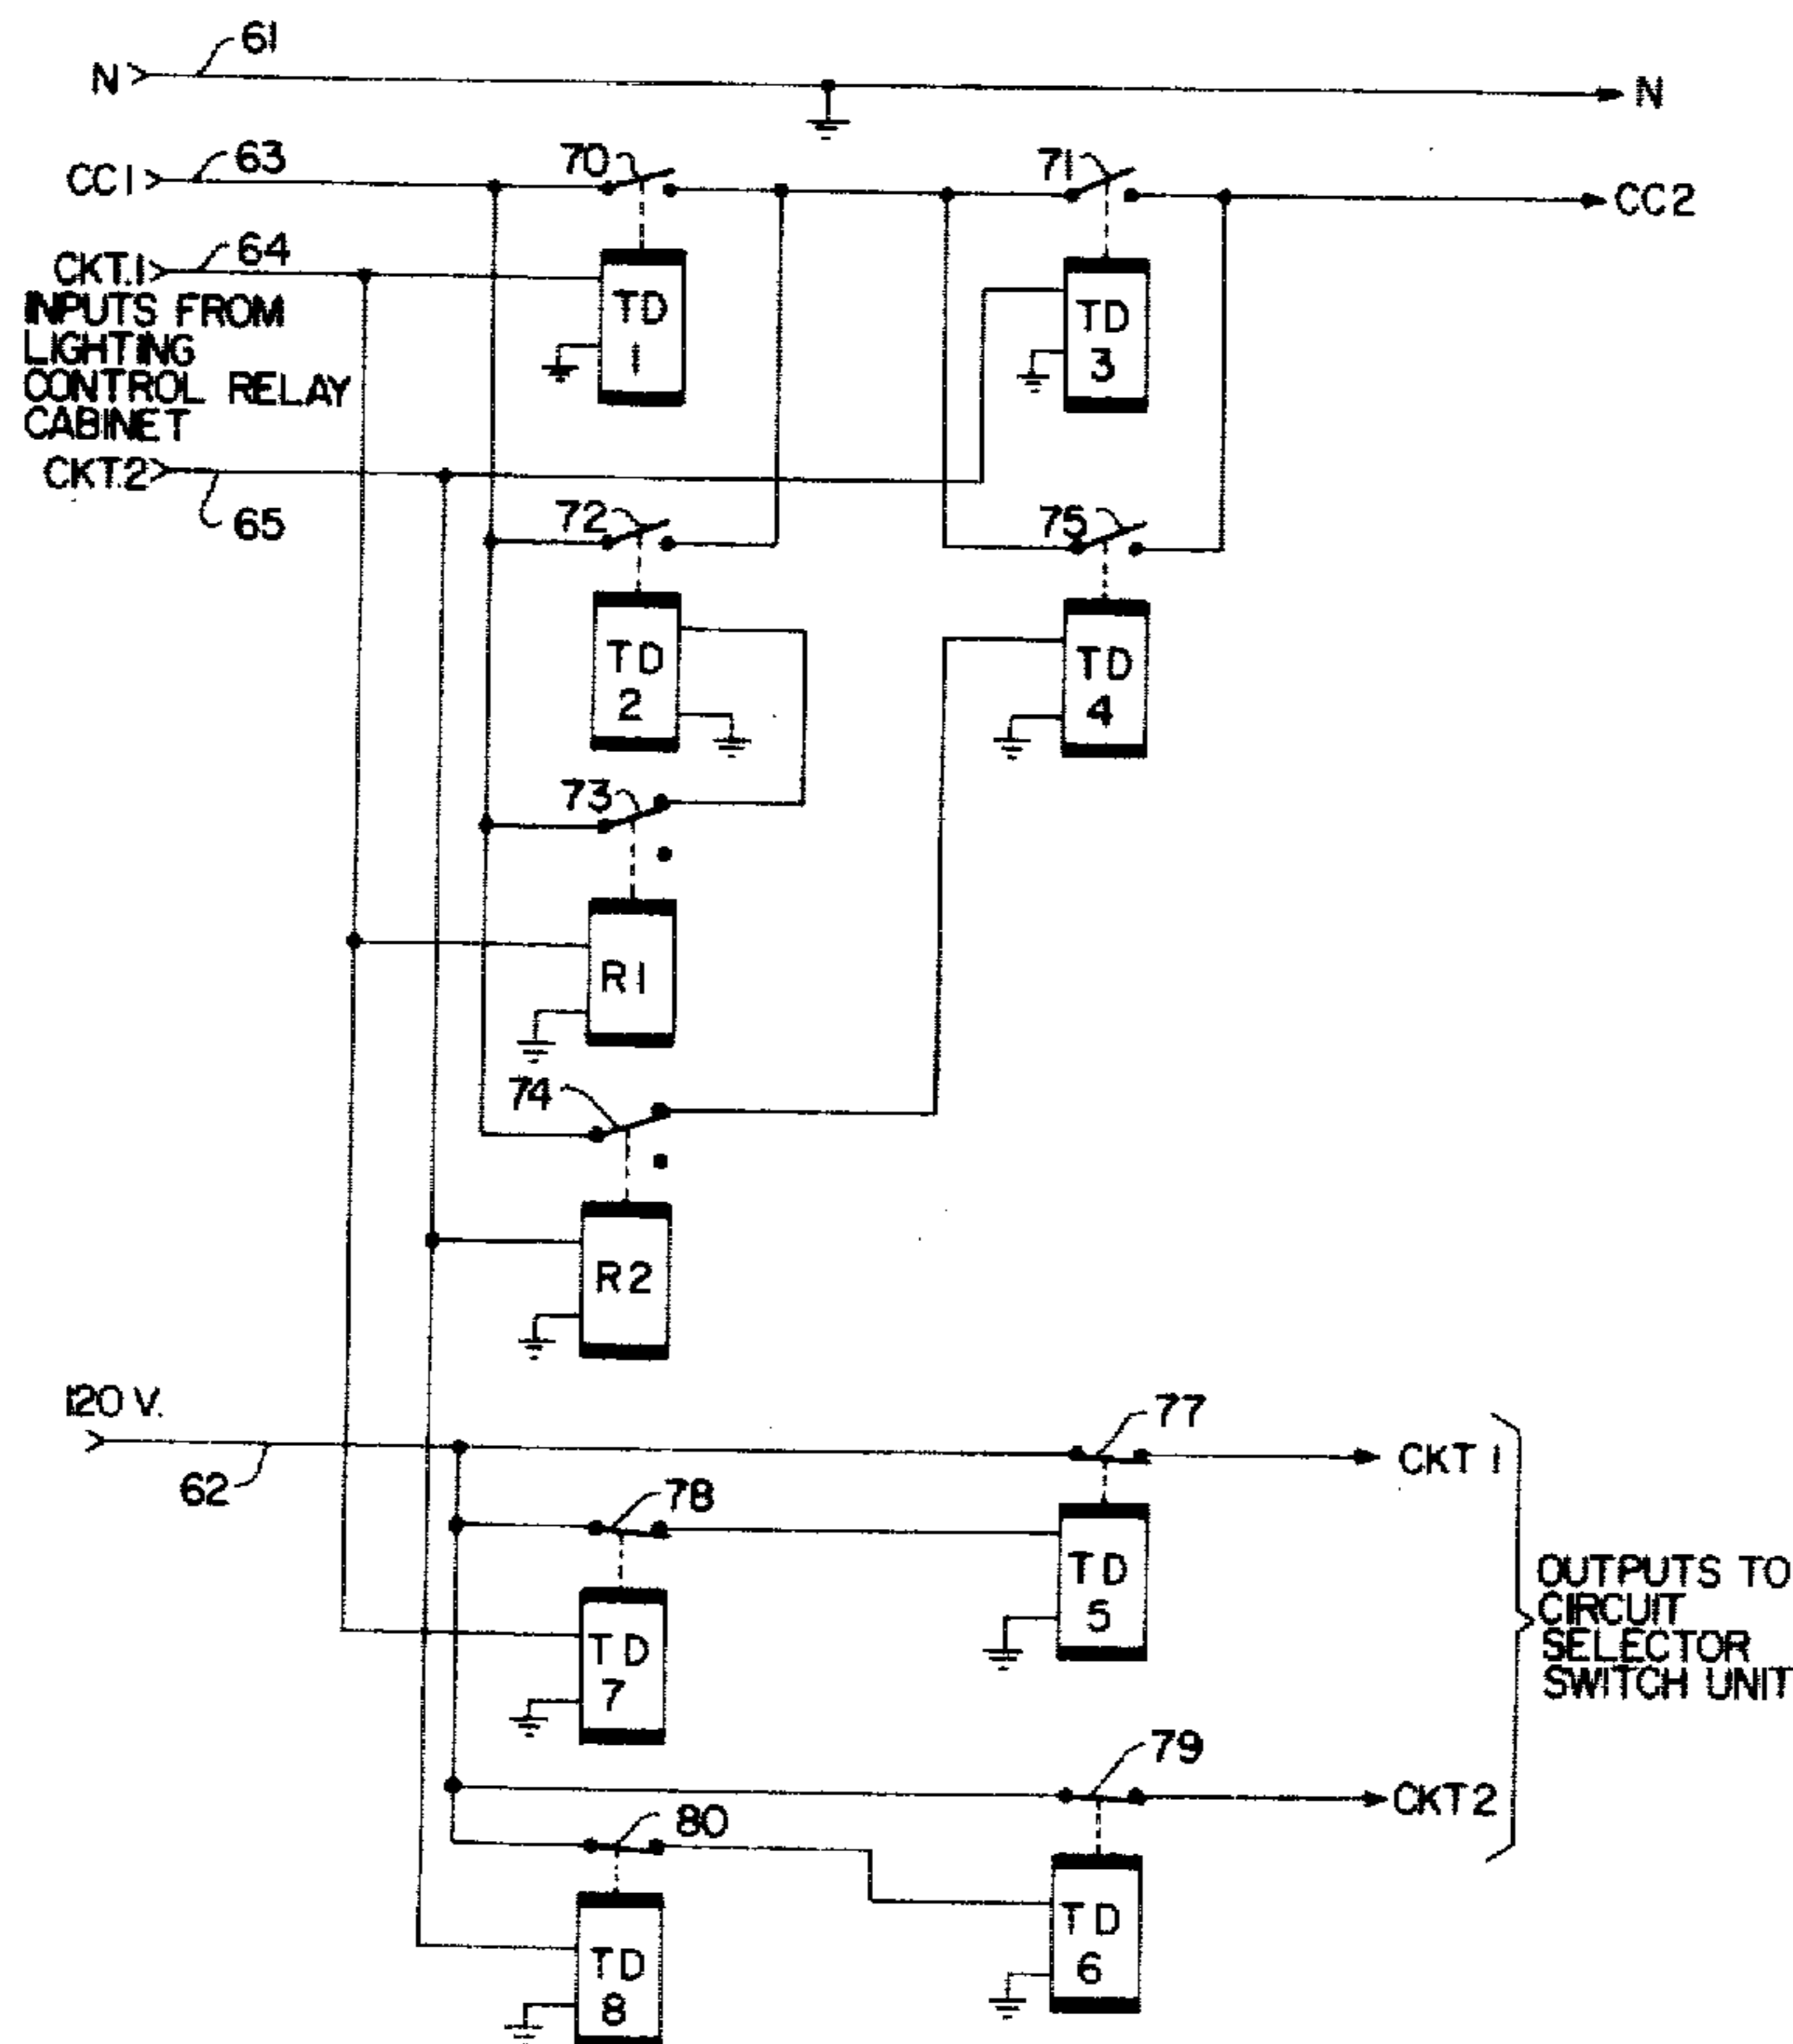 61
N
N
CC1
63
70
71
CC2
CKT.1
64
INPUTS FROM
LIGHTING
CONTROL RELAY
CABINET
TD
1
TD
3
CKT.2
65
72
75
TD
2
TD
4
73
R1
74
R2
120 V.
62
77
CKT 1
78
TD
5
TD
7
OUTPUTS TO
CIRCUIT
SELECTOR
SWITCH UNIT
79
CKT2
80
TD
6
TD
8